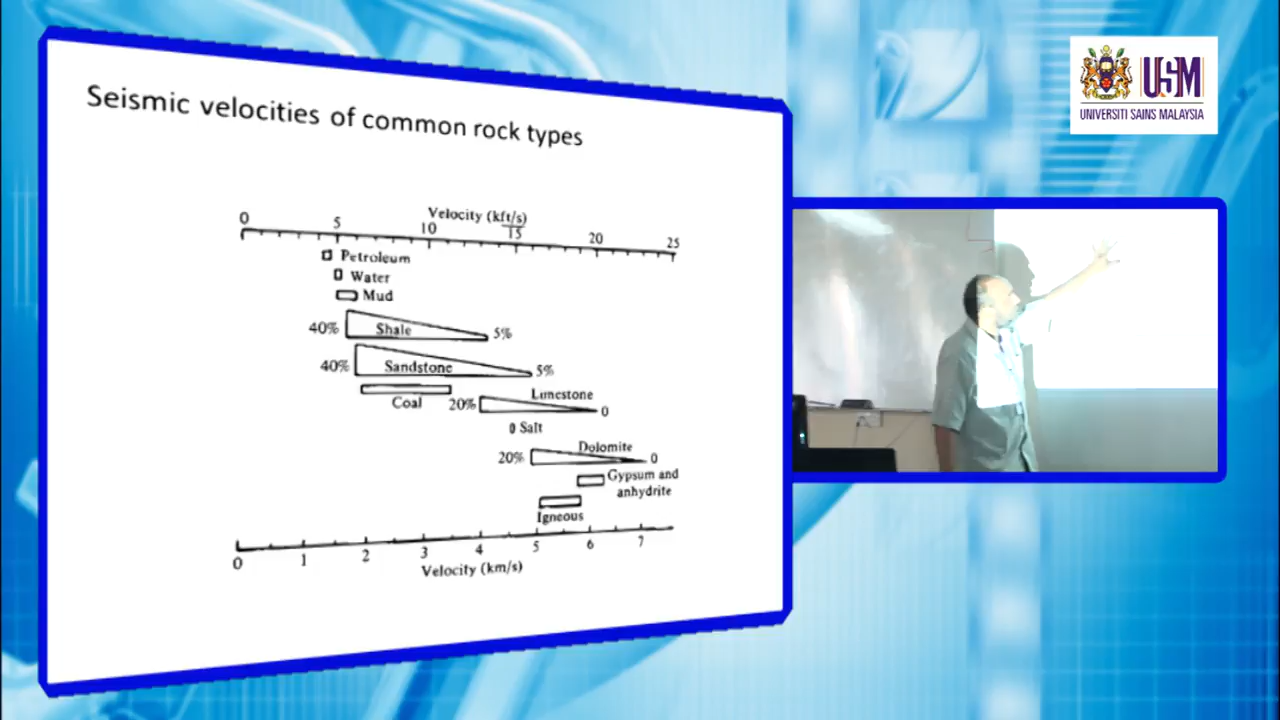 Seismic velocities of common rock types
Velocity (kft/s)
0 5 10 15 20 25
Petroleum
Water
Mud
40% Shale 5%
40% Sandstone 5%
Coal
20% Limestone 0
Salt
20% Dolomite 0
Gypsum and
anhydrite
Igneous
0 1 2 3 4 5 6 7
Velocity (km/s)
USM
UNIVERSITI SAINS MALAYSIA